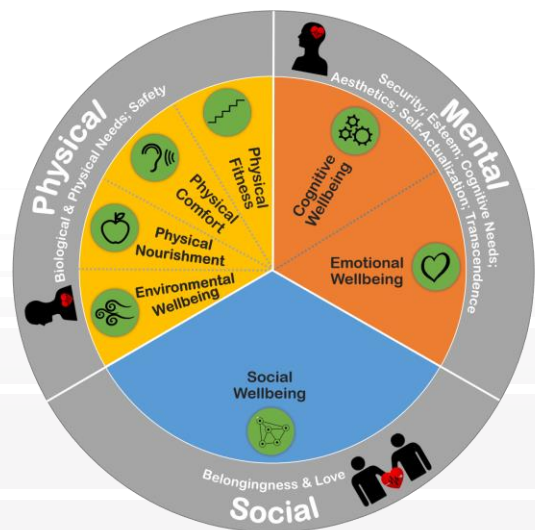 Physical
Biological & Physical Needs; Safety
Physical
Fitness
Physical
Comfort
Physical
Nourishment
Environmental
Wellbeing
Mental
Security; Esteem; Cognitive Needs;
Aesthetics; Self-Actualization; Transcendence
Cognitive
Wellbeing
Emotional
Wellbeing
Social
Wellbeing
Belongingness & Love
Social